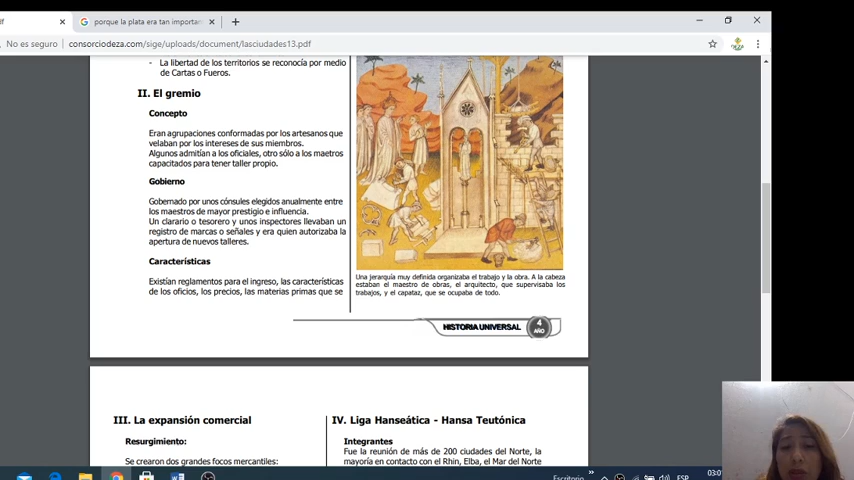 df
porque la plata era tan importan
No es seguro
consorciodeza.com/sige/uploads/document/lasciudades13.pdf
- La libertad de los territorios se reconocía por medio
de Cartas o Fueros.
II. El gremio
Concepto
Eran agrupaciones conformadas por los artesanos que
velaban por los intereses de sus miembros.
Algunos admitían a los oficiales, otro sólo a los maetros
capacitados para tener taller propio.
Gobierno
Gobernado por unos cónsules elegidos anualmente entre
los maestros de mayor prestigio e influencia.
Un clarario o tesorero y unos inspectores llevaban un
registro de marcas o señales y era quien autorizaba la
apertura de nuevos talleres.
Características
Existían reglamentos para el ingreso, las características
de los oficios, los precios, las materias primas que se
Una jerarquía muy definida organizaba el trabajo y la obra. A la cabeza
estaban el maestro de obras, el arquitecto, que supervisaba los
trabajos, y el capataz, que se ocupaba de todo.
HISTORIA UNIVERSAL
4
AÑO
III. La expansión comercial
Resurgimiento:
Se crearon dos grandes focos mercantiles:
IV. Liga Hanseática - Hansa Teutónica
Integrantes
Fue la reunión de más de 200 ciudades del Norte, la
mayoría en contacto con el Rhin, Elba, el Mar del Norte
Escritorio
ESP
03:0